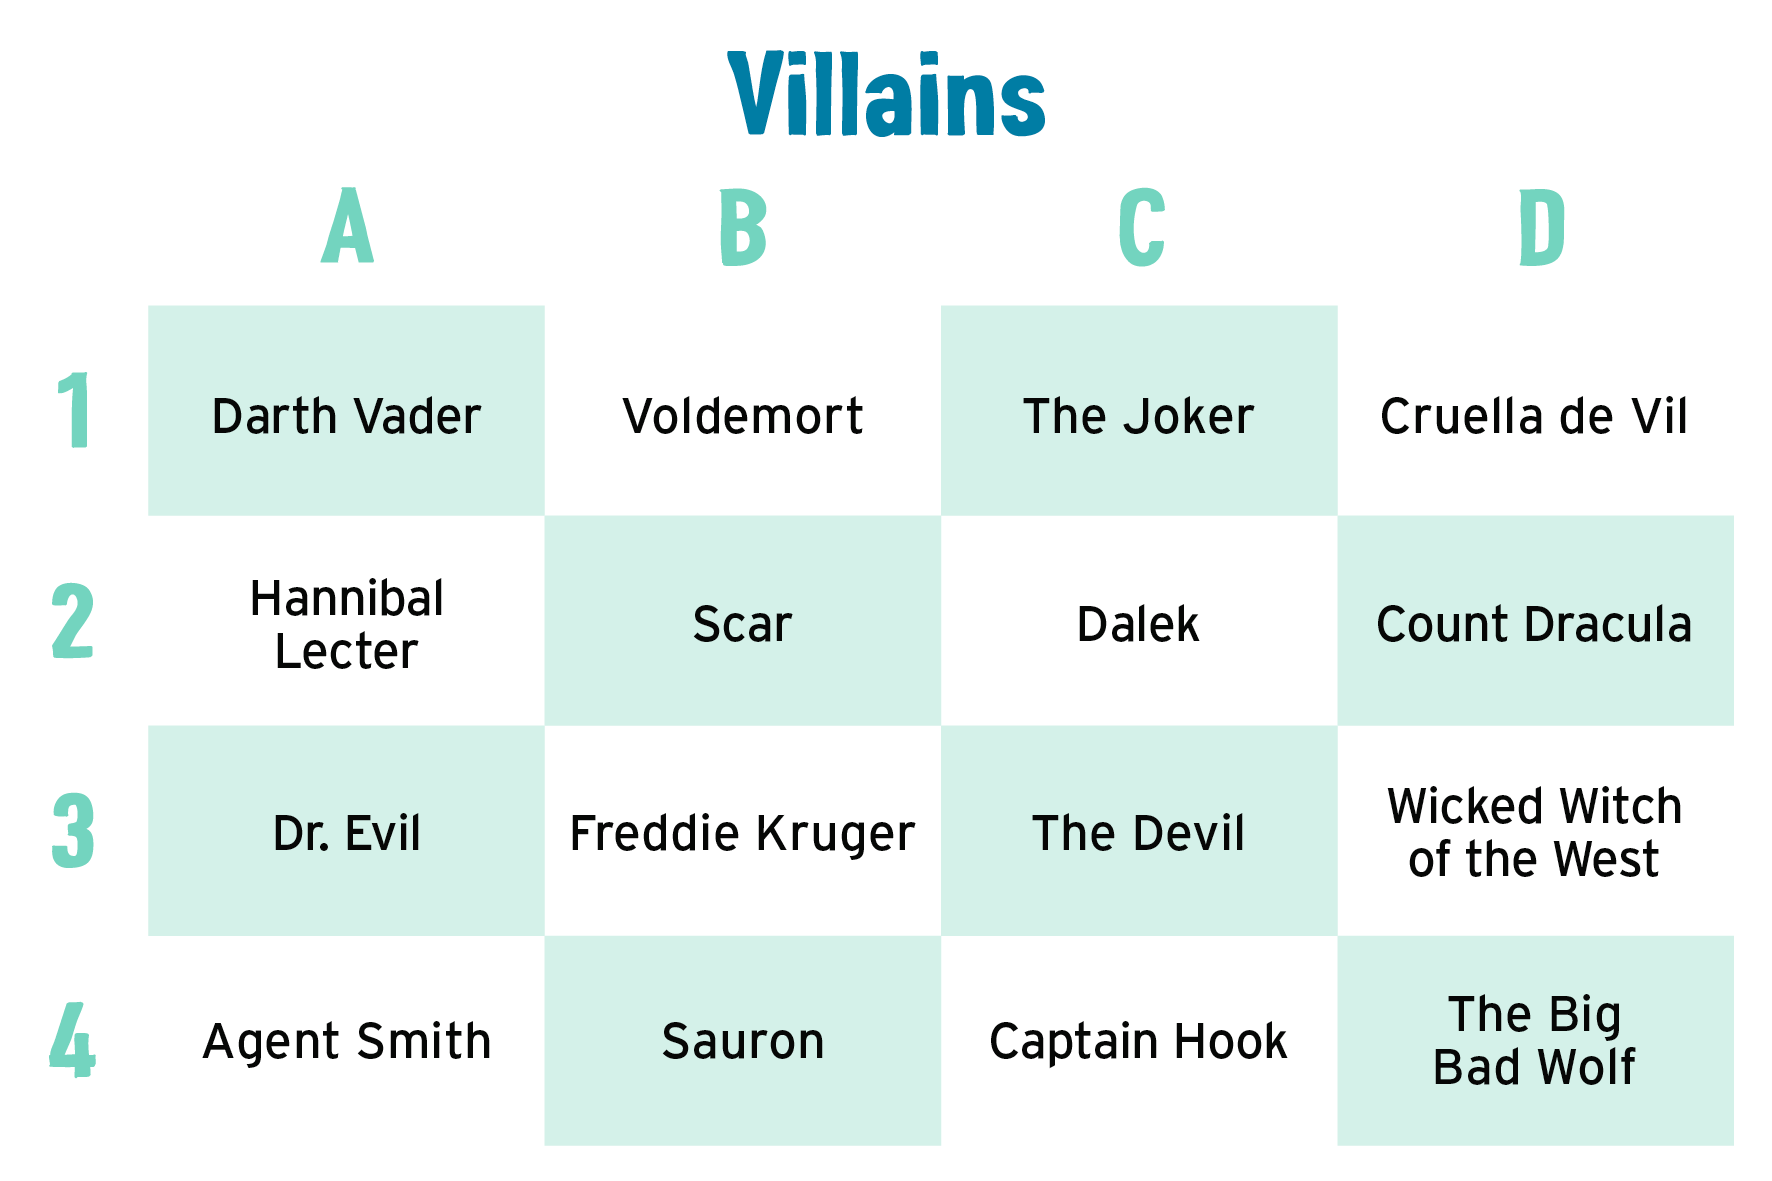 Villains
A B C D
1 Darth Vader Voldemort The Joker Cruella de Vil
2 Hannibal
Lecter Scar Dalek Count Dracula
3 Dr. Evil Freddie Kruger The Devil Wicked Witch
of the West
4 Agent Smith Sauron Captain Hook The Big
Bad Wolf